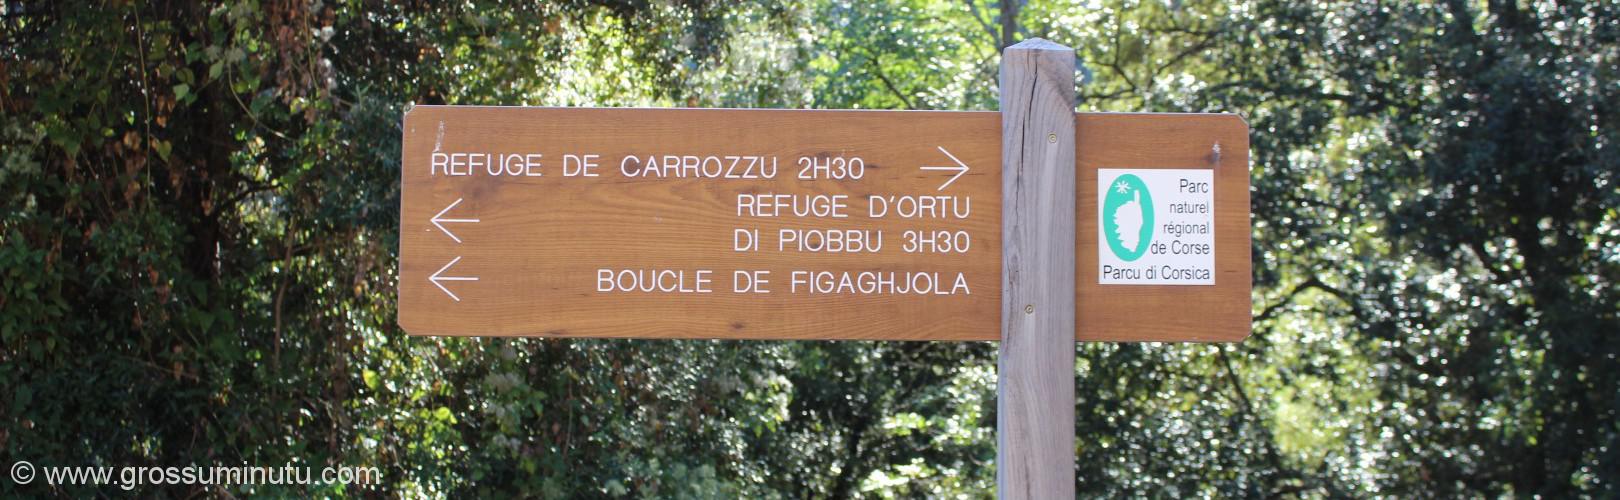 REFUGE DE CARROZZU 2H30
REFUGE D'ORTU
DI PIOBBU 3H30
BOUCLE DE FIGAGHJOLA
Parc
naturel
régional
de Corse
Parcu di Corsica
© www.grossuminutu.com